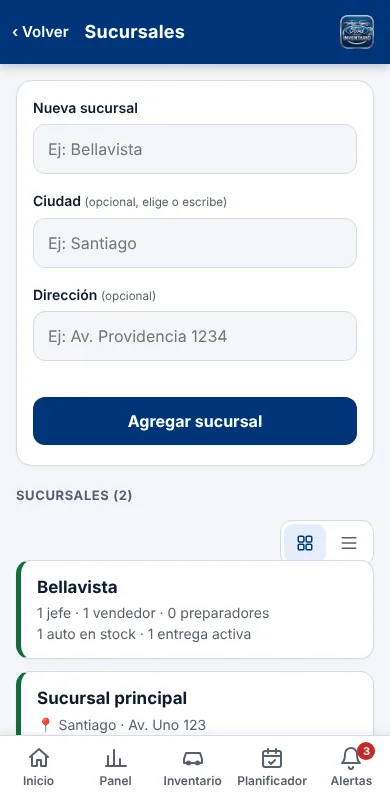 ‹ Volver Sucursales
Ford
INVENTARIO
Nueva sucursal
Ej: Bellavista
Ciudad (opcional, elige o escribe)
Ej: Santiago
Dirección (opcional)
Ej: Av. Providencia 1234
Agregar sucursal
SUCURSALES (2)
Bellavista
1 jefe · 1 vendedor · 0 preparadores
1 auto en stock · 1 entrega activa
Sucursal principal
📍 Santiago · Av. Uno 123
3
Inicio Panel Inventario Planificador Alertas